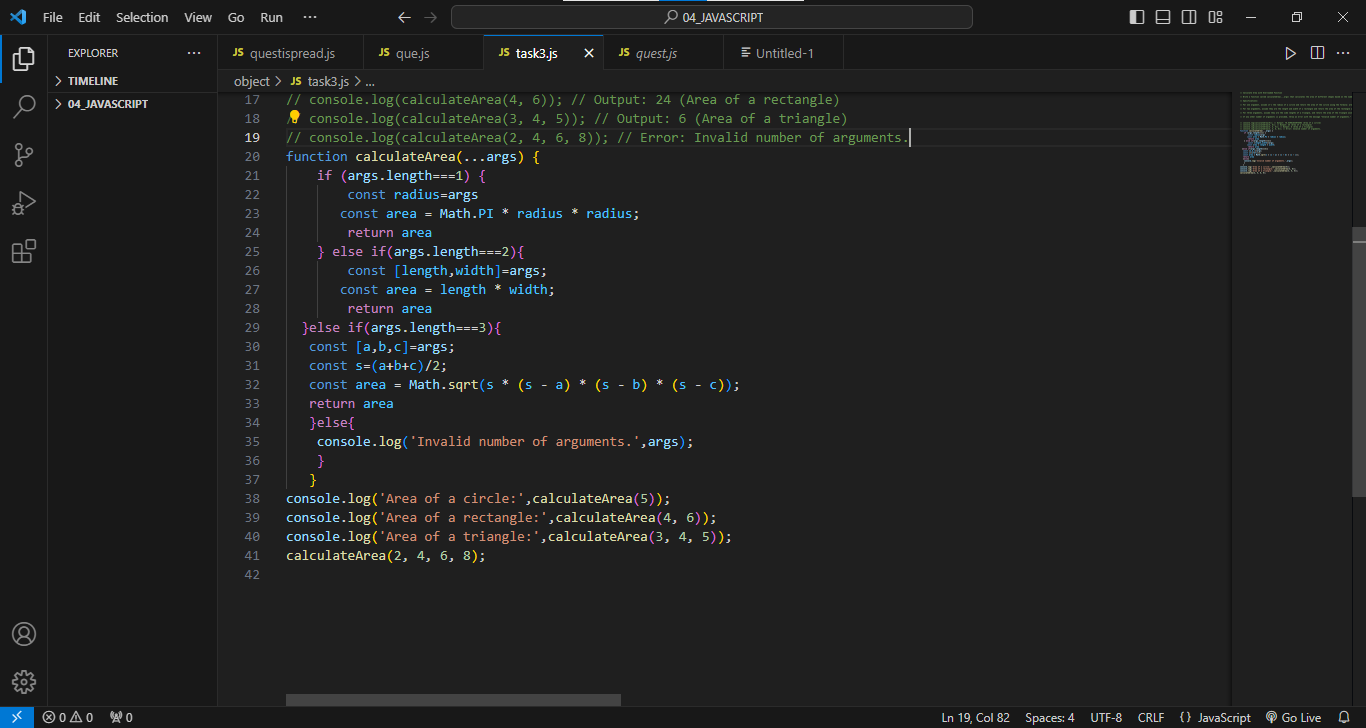 File Edit Selection View Go Run ··· 04_JAVASCRIPT
EXPLORER ···
TIMELINE
04_JAVASCRIPT
JS questispread.js JS que.js JS task3.js JS quest.js Untitled-1
object > JS task3.js > ...
17 // console.log(calculateArea(4, 6)); // Output: 24 (Area of a rectangle)
18 // console.log(calculateArea(3, 4, 5)); // Output: 6 (Area of a triangle)
19 // console.log(calculateArea(2, 4, 6, 8)); // Error: Invalid number of arguments.
20 function calculateArea(...args) {
21 if (args.length===1) {
22 const radius=args
23 const area = Math.PI * radius * radius;
24 return area
25 } else if(args.length===2){
26 const [length,width]=args;
27 const area = length * width;
28 return area
29 }else if(args.length===3){
30 const [a,b,c]=args;
31 const s=(a+b+c)/2;
32 const area = Math.sqrt(s * (s - a) * (s - b) * (s - c));
33 return area
34 }else{
35 console.log('Invalid number of arguments.',args);
36 }
37 }
38 console.log('Area of a circle:',calculateArea(5));
39 console.log('Area of a rectangle:',calculateArea(4, 6));
40 console.log('Area of a triangle:',calculateArea(3, 4, 5));
41 calculateArea(2, 4, 6, 8);
42
0 0 0 Ln 19, Col 82 Spaces: 4 UTF-8 CRLF {} JavaScript Go Live